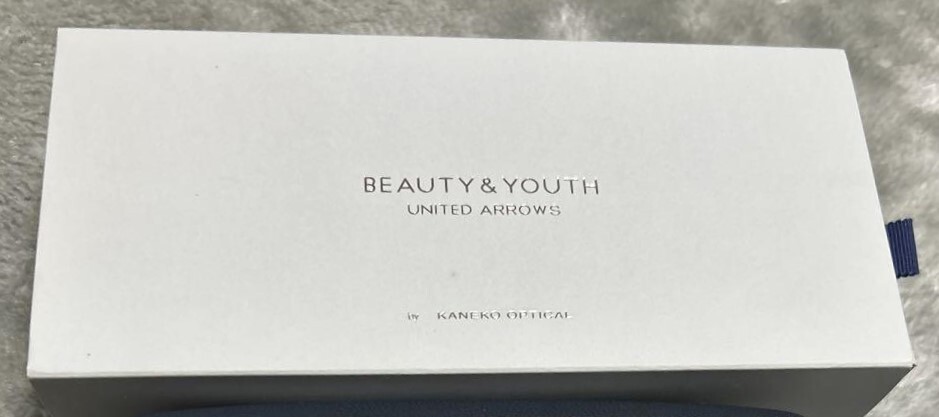 BEAUTY&YOUTH
UNITED ARROWS
by KANEKO OPTICAL